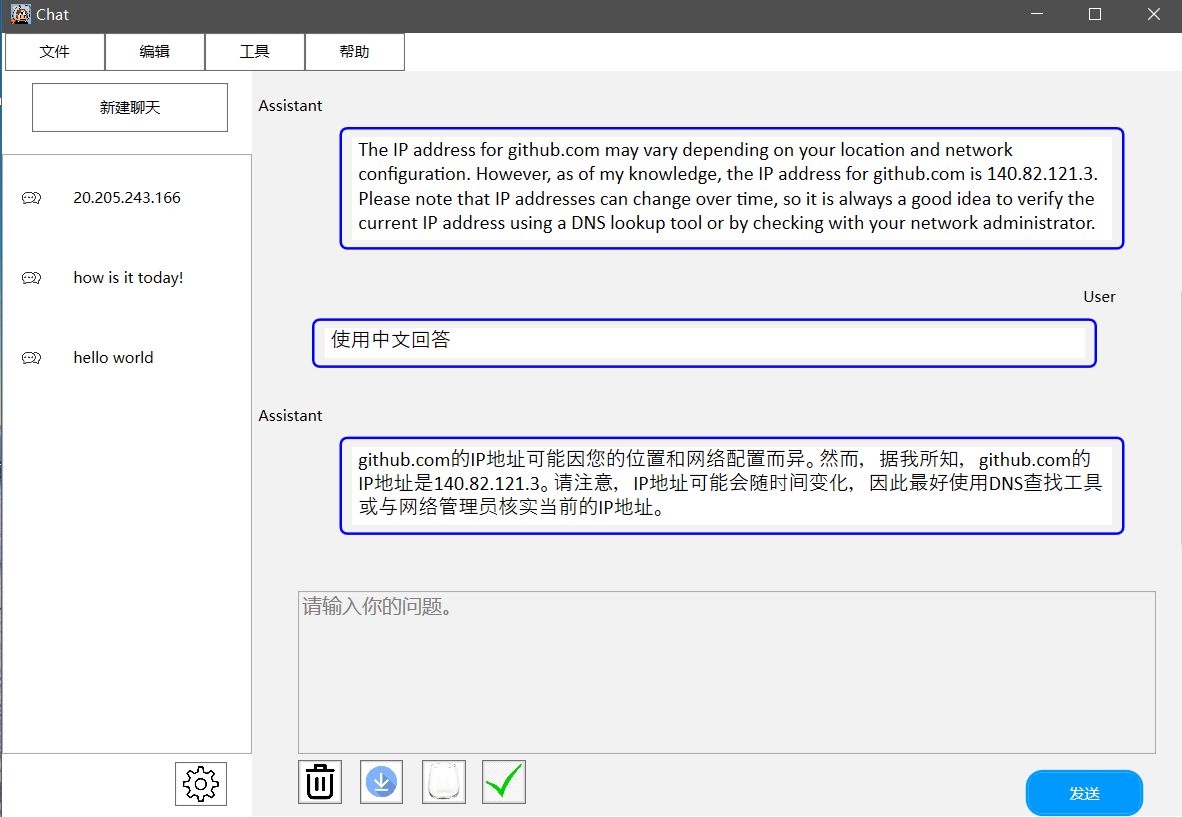 Chat
文件 编辑 工具 帮助
新建聊天
20.205.243.166
how is it today!
hello world
Assistant
The IP address for github.com may vary depending on your location and network
configuration. However, as of my knowledge, the IP address for github.com is 140.82.121.3.
Please note that IP addresses can change over time, so it is always a good idea to verify the
current IP address using a DNS lookup tool or by checking with your network administrator.
User
使用中文回答
Assistant
github.com的IP地址可能因您的位置和网络配置而异。然而，据我所知，github.com的
IP地址是140.82.121.3。请注意，IP地址可能会随时间变化，因此最好使用DNS查找工具
或与网络管理员核实当前的IP地址。
请输入你的问题。
发送